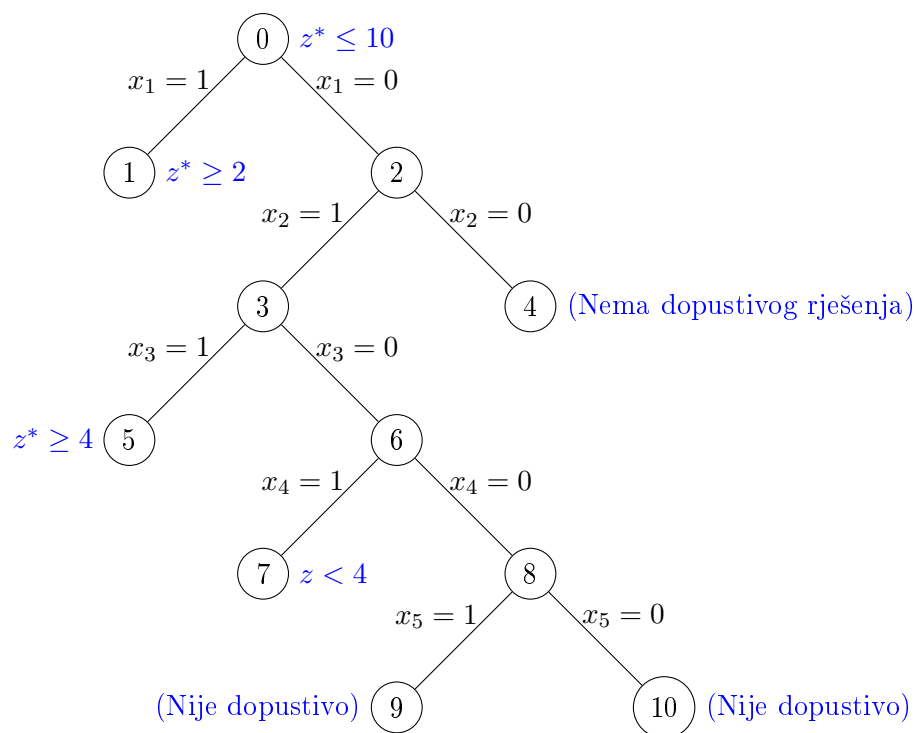 0 z* ≤ 10
x₁ = 1 x₁ = 0
1 z* ≥ 2 2
x₂ = 1 x₂ = 0
3 4 (Nema dopustivog rješenja)
x₃ = 1 x₃ = 0
z* ≥ 4 5 6
x₄ = 1 x₄ = 0
7 z < 4 8
x₅ = 1 x₅ = 0
(Nije dopustivo) 9 10 (Nije dopustivo)